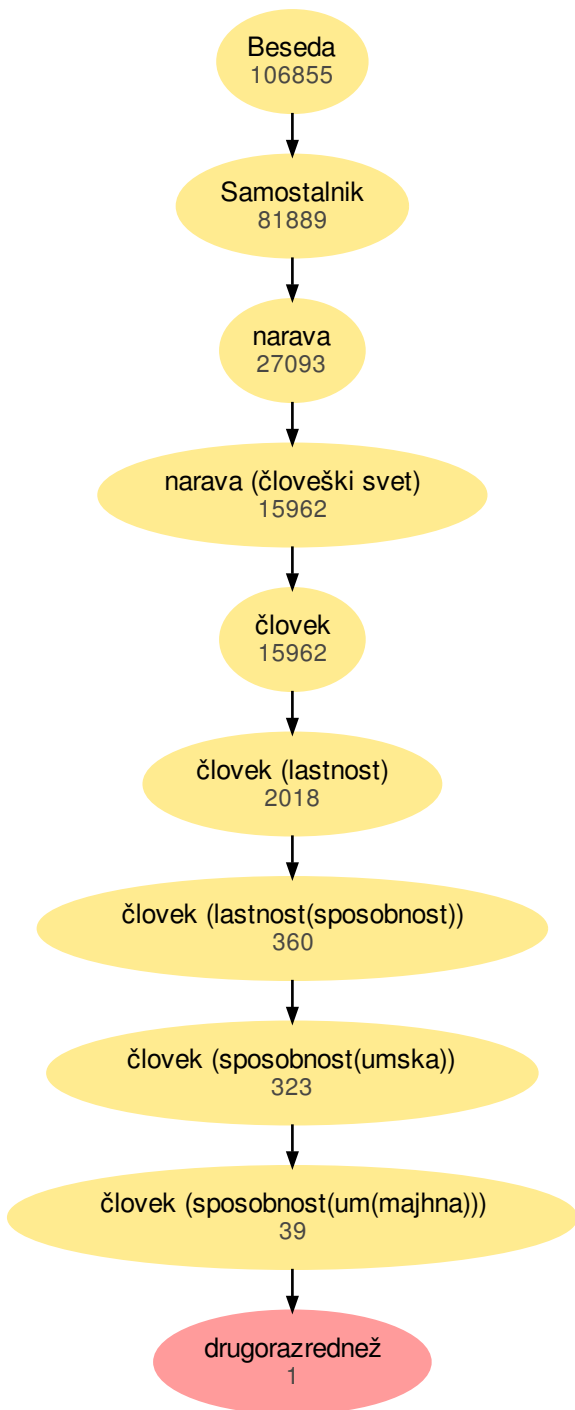 Beseda
106855
Samostalnik
81889
narava
27093
narava (človeški svet)
15962
človek
15962
človek (lastnost)
2018
človek (lastnost(sposobnost))
360
človek (sposobnost(umska))
323
človek (sposobnost(um(majhna)))
39
drugorazrednež
1